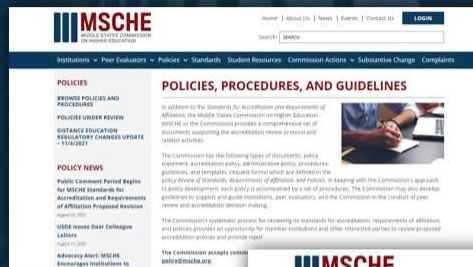 MSCHE
MIDDLE STATES COMMISSION
ON HIGHER EDUCATION
Home | About Us | News | Events | Contact Us
LOGIN
Search: SEARCH
Institutions Peer Evaluators Policies Standards Student Resources Commission Actions Substantive Change Complaints
POLICIES
BROWSE POLICIES AND
PROCEDURES
POLICIES UNDER REVIEW
DISTANCE EDUCATION
REGULATORY CHANGES UPDATE
– 11/4/2021
POLICY NEWS
Public Comment Period Begins
for MSCHE Standards for
Accreditation and Requirements
of Affiliation Proposed Revision
August 22, 2022
USDE Issues Dear Colleague
Letters
August 11, 2022
Advocacy Alert: MSCHE
Encourages Institutions to
POLICIES, PROCEDURES, AND GUIDELINES
In addition to the Standards for Accreditation and Requirements of
Affiliation, the Middle States Commission on Higher Education
(MSCHE or the Commission) provides a comprehensive set of
documents supporting the accreditation review protocol and
related activities.
The Commission has the following types of documents: policy
statement, accreditation policy, administrative policy, procedures,
guidelines, and templates (request forms) which are defined in the
policy Review of Standards, Requirements of Affiliation, and Policies. In keeping with the Commission's approach
to policy development, each policy is accompanied by a set of procedures. The Commission may also develop
guidelines to support and guide institutions, peer evaluators, and the Commission in the conduct of peer
review and accreditation decision making.
The Commission's systematic process for reviewing its standards for accreditation, requirements of affiliation,
and policies provides an opportunity for member institutions and other interested parties to review proposed
accreditation policies and provide input.
The Commission accepts comm
policy@msche.org.
MSCHE